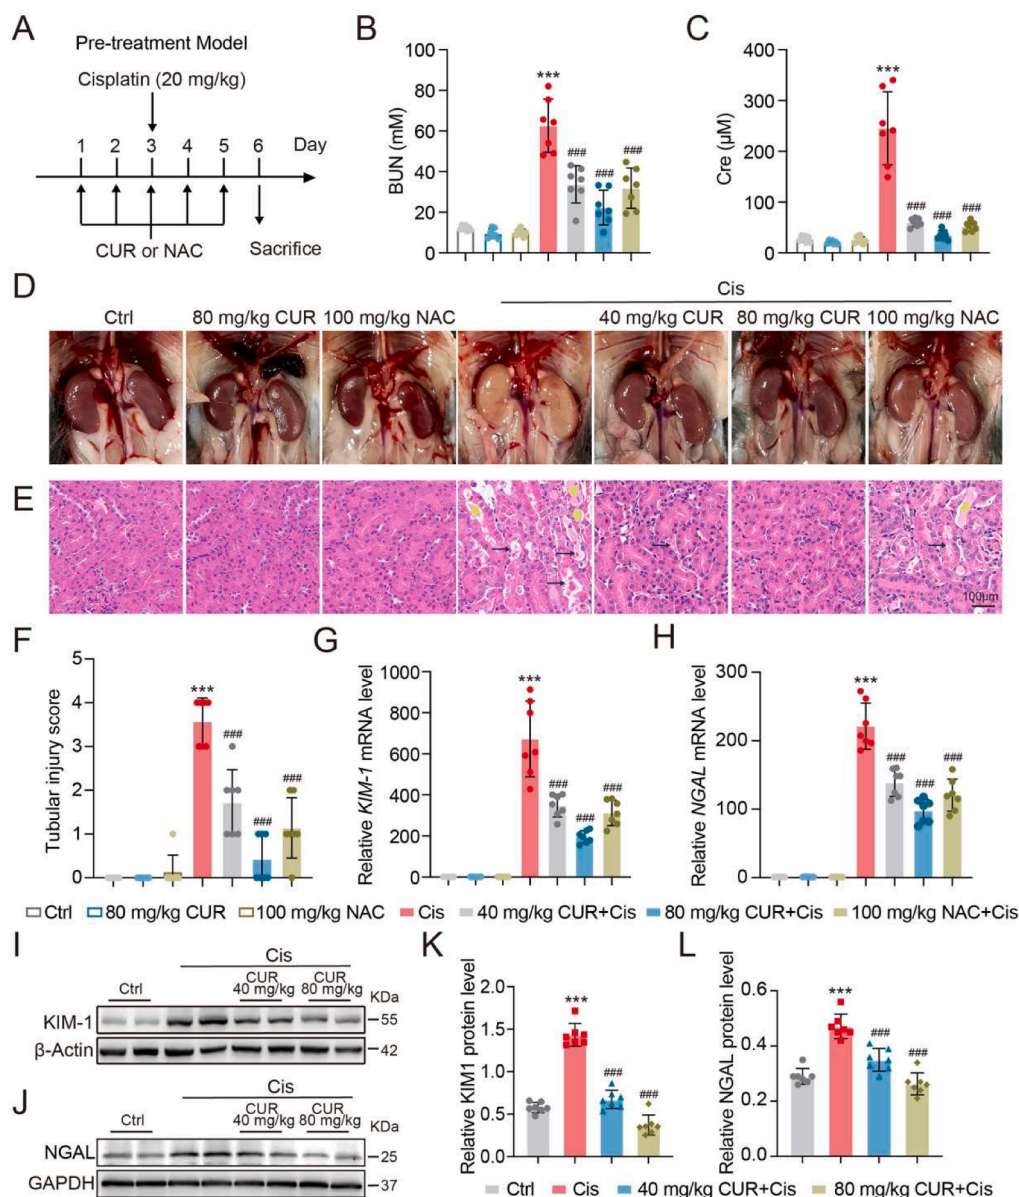 A
Pre-treatment Model
Cisplatin (20 mg/kg)
1 2 3 4 5 6 Day
CUR or NAC
Sacrifice
B
BUN (mM)
100
80
60
40
20
0
***
###
###
###
C
Cre (μM)
400
300
200
100
0
***
###
###
###
D
Cis
Ctrl 80 mg/kg CUR 100 mg/kg NAC 40 mg/kg CUR 80 mg/kg CUR 100 mg/kg NAC
E
100μm
F
Tubular injury score
5
4
3
2
1
0
***
###
###
###
G
Relative KIM-1 mRNA level
1000
800
600
400
200
0
***
###
###
###
H
Relative NGAL mRNA level
300
200
100
0
***
###
###
###
Ctrl 80 mg/kg CUR 100 mg/kg NAC Cis 40 mg/kg CUR+Cis 80 mg/kg CUR+Cis 100 mg/kg NAC+Cis
I
Cis
Ctrl
CUR 40 mg/kg
CUR 80 mg/kg
KDa
KIM-1
55
β-Actin
42
J
Cis
Ctrl
CUR 40 mg/kg
CUR 80 mg/kg
KDa
NGAL
25
GAPDH
37
K
Relative KIM1 protein level
2.0
1.5
1.0
0.5
0.0
***
###
###
L
Relative NGAL protein level
0.6
0.4
0.2
0.0
***
###
###
Ctrl Cis 40 mg/kg CUR+Cis 80 mg/kg CUR+Cis